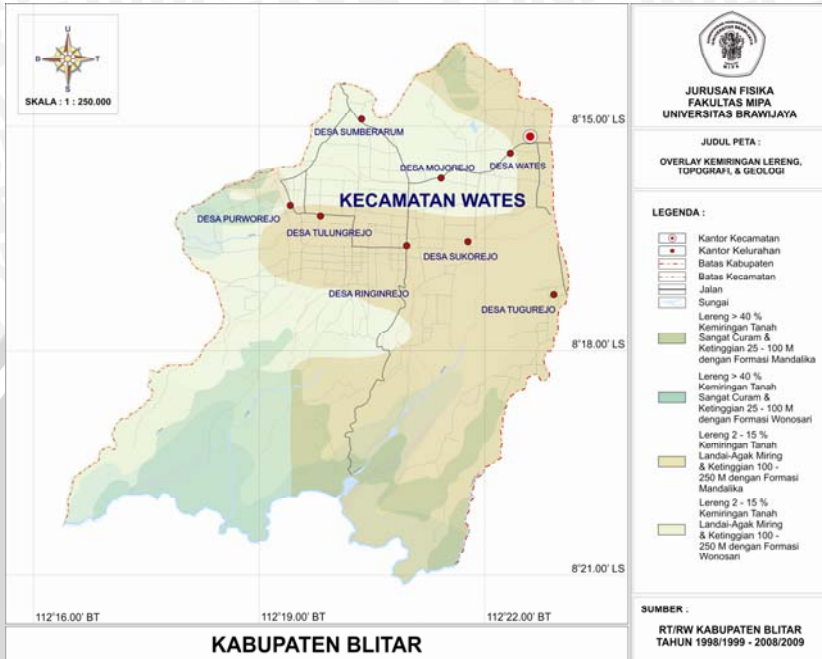 U
B
T
S
SKALA : 1 : 250.000
DESA SUMBERARUM
DESA MOJOREJO
DESA WATES
KECAMATAN WATES
DESA PURWOREJO
DESA TULUNGREJO
DESA SUKOREJO
DESA RINGINREJO
DESA TUGUREJO
8°15.00' LS
8°18.00' LS
8°21.00' LS
112°16.00' BT
112°19.00' BT
112°22.00' BT
KABUPATEN BLITAR
JURUSAN FISIKA
FAKULTAS MIPA
UNIVERSITAS BRAWIJAYA
JUDUL PETA :
OVERLAY KEMIRINGAN LERENG,
TOPOGRAFI, & GEOLOGI
LEGENDA :
Kantor Kecamatan
Kantor Kelurahan
Batas Kabupaten
Batas Kecamatan
Jalan
Sungai
Lereng > 40 %
Kemiringan Tanah
Sangat Curam &
Ketinggian 25 - 100 M
dengan Formasi Mandalika
Lereng > 40 %
Kemiringan Tanah
Sangat Curam &
Ketinggian 25 - 100 M
dengan Formasi Wonosari
Lereng 2 - 15 %
Kemiringan Tanah
Landai-Agak Miring
& Ketinggian 100 -
250 M dengan Formasi
Mandalika
Lereng 2 - 15 %
Kemiringan Tanah
Landai-Agak Miring
& Ketinggian 100 -
250 M dengan Formasi
Wonosari
SUMBER :
RT/RW KABUPATEN BLITAR
TAHUN 1998/1999 - 2008/2009